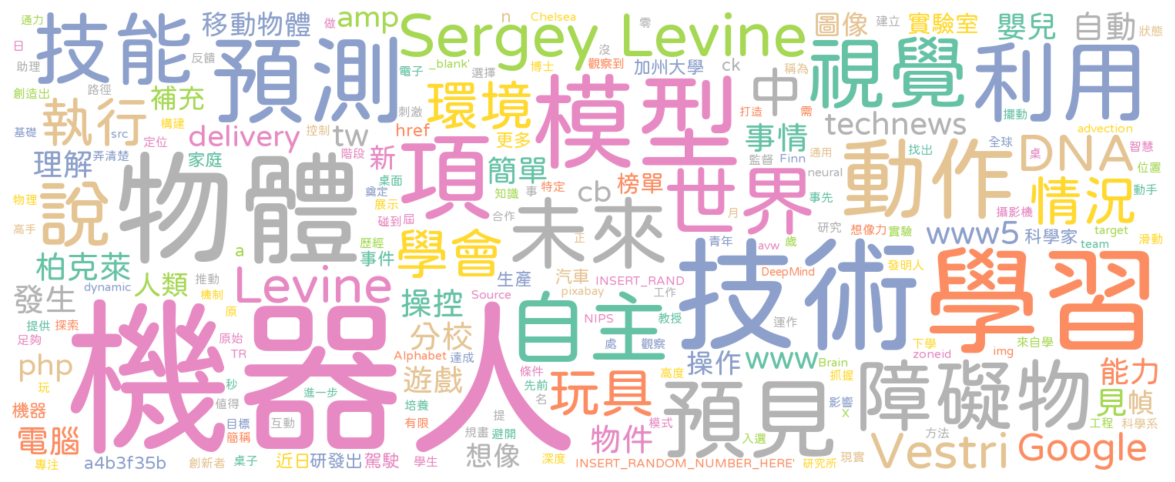 通力 日 助理 技能 移動物體 反饋 路徑 做 amp
創造出 補充 預測 電子 _blank' 刺激
Sergey Levine n Chelsea 博士 零 沒 選擇 觀察到 稱為 加州大學 ck
圖像 實驗室 嬰兒 建立 自動 狀態
視覺 利用 中 打造 需 擺動
執行 構建 src 定位 控制 delivery tw href 環境 更多
模型 事情 technews 找出 全球 advection 智慧
基礎 理解 弄清楚 家庭 階段 新 桌面 奠定 展示 碰到 屆
項 簡單 知識 事 特定 榜單 監督 Finn 通用 neural 事先
DNA 桌 位置 動手
物理 高手 說 物體 歷經 事件 合作 cb
世界 月 研究 想像力 實驗 動作 情況 攝影機 target 滑動
柏克萊 dynamic 人類 推動 機制 a 學會 未來 正
青年 avw 歲 www5 科學家 team
發生 提供 探索 足夠 原 Levine 操控 生產 汽車 pixabay INSERT_RAND 工作
技術 DeepMind 發明人 學習
機器人 原始 TR 分校 Source NIPS 教授 處 觀察
自主 運作 下學 zoneid img 來自學
php 玩 秒 值得 進一步 Alphabet 達成 遊戲 條件 先前 名
操作 www Brain 高度 抓握 能力
機器 目標 簡稱 互動 培養 有限 提 玩具 模式 預見 影響 X 障礙物 見 幀
電腦 專注 a4b3f35b 創新者 桌子 近日 研發出 駕駛 學生
規畫 避開 想像 深度 物件 INSERT_RANDOM_NUMBER_HERE' 入選 研究所 現實 方法
Vestri Google 工程 科學系